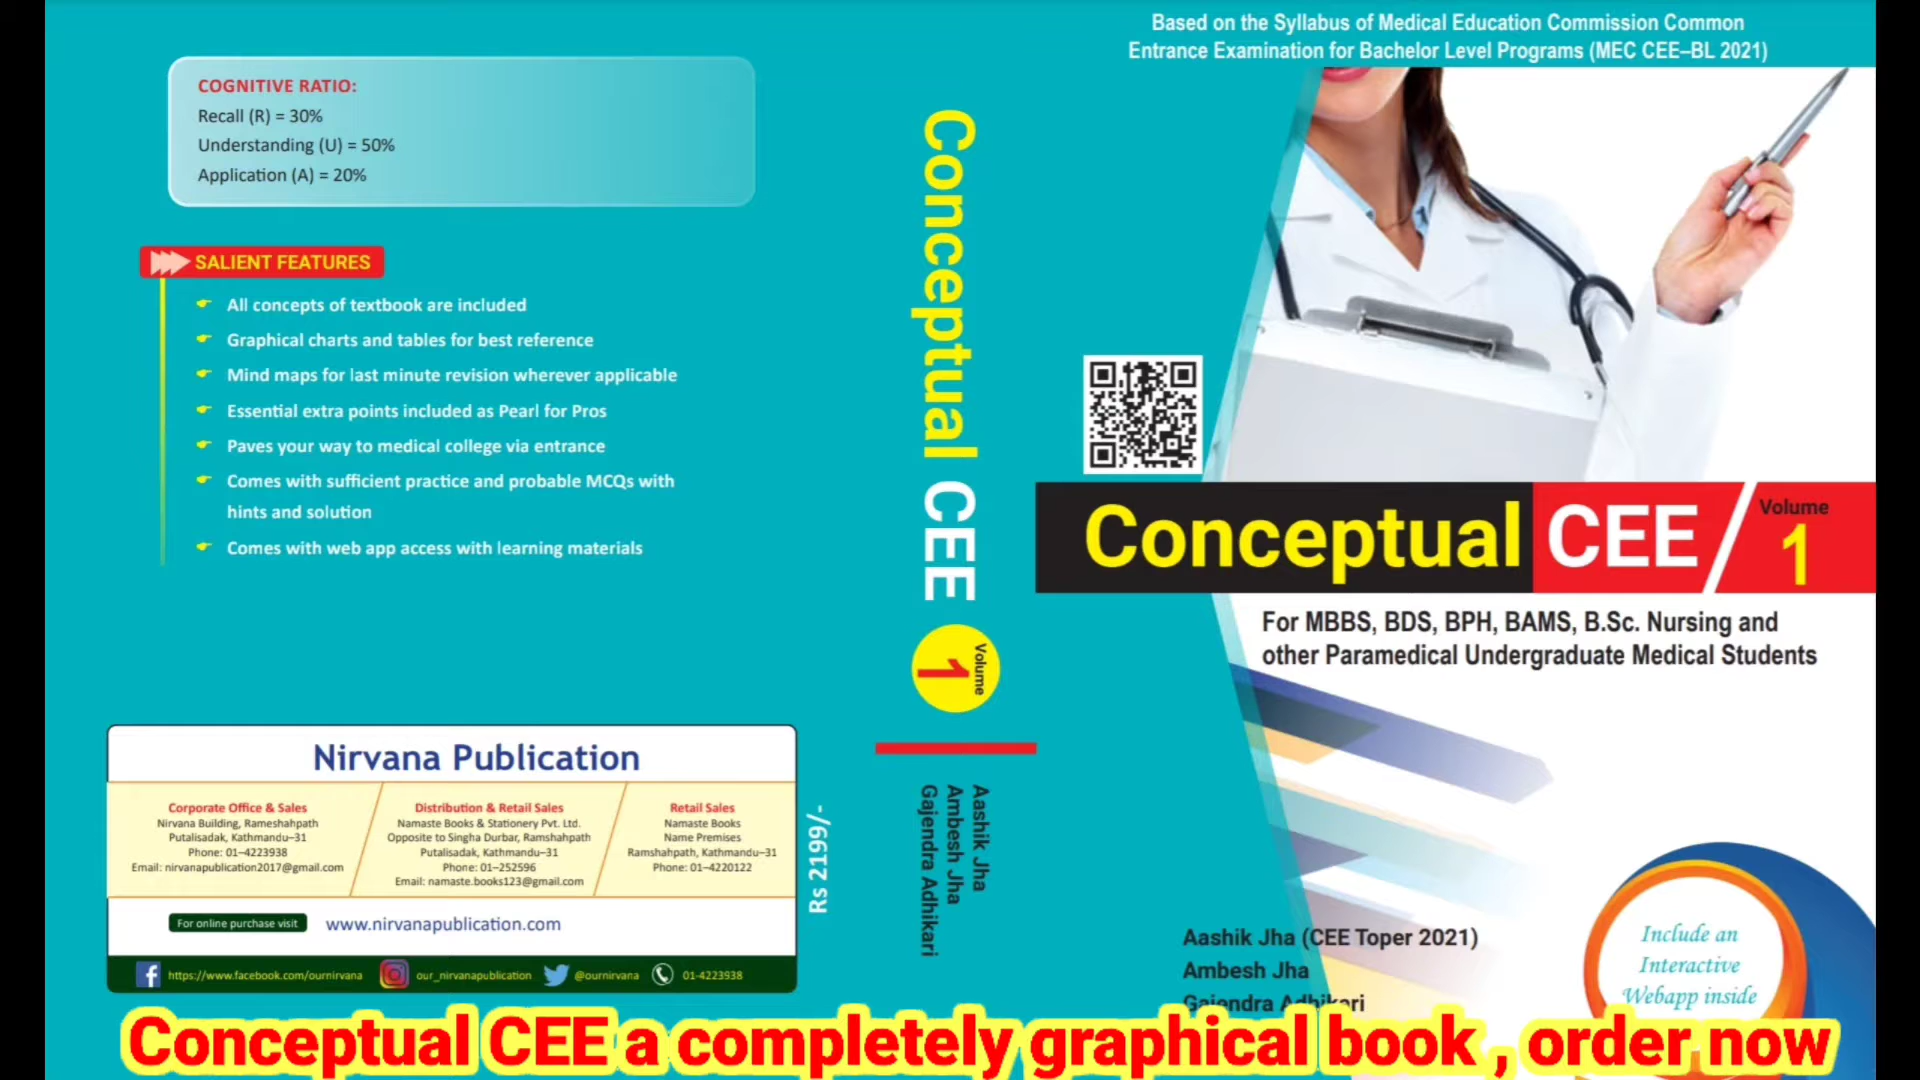 COGNITIVE RATIO:
Recall (R) = 30%
Understanding (U) = 50%
Application (A) = 20%
SALIENT FEATURES
All concepts of textbook are included
Graphical charts and tables for best reference
Mind maps for last minute revision wherever applicable
Essential extra points included as Pearl for Pros
Paves your way to medical college via entrance
Comes with sufficient practice and probable MCQs with
hints and solution
Comes with web app access with learning materials
Nirvana Publication
Corporate Office & Sales
Nirvana Building, Rameshahpath
Putalisadak, Kathmandu–31
Phone: 01–4223938
Email: nirvanapublication2017@gmail.com
Distribution & Retail Sales
Namaste Books & Stationery Pvt. Ltd.
Opposite to Singha Durbar, Ramshahpath
Putalisadak, Kathmandu–31
Phone: 01–252596
Email: namaste.books123@gmail.com
Retail Sales
Namaste Books
Name Premises
Ramshahpath, Kathmandu–31
Phone: 01–4220122
For online purchase visit www.nirvanapublication.com
https://www.facebook.com/ournirvana our_nirvanapublication @ournirvana 01-4223938
Rs 2199/-
Conceptual CEE
Volume
1
Aashik Jha
Ambesh Jha
Gajendra Adhikari
Based on the Syllabus of Medical Education Commission Common
Entrance Examination for Bachelor Level Programs (MEC CEE–BL 2021)
Conceptual CEE Volume
1
For MBBS, BDS, BPH, BAMS, B.Sc. Nursing and
other Paramedical Undergraduate Medical Students
Aashik Jha (CEE Toper 2021)
Ambesh Jha
Gajendra Adhikari
Include an
Interactive
Webapp inside
Conceptual CEE a completely graphical book , order now